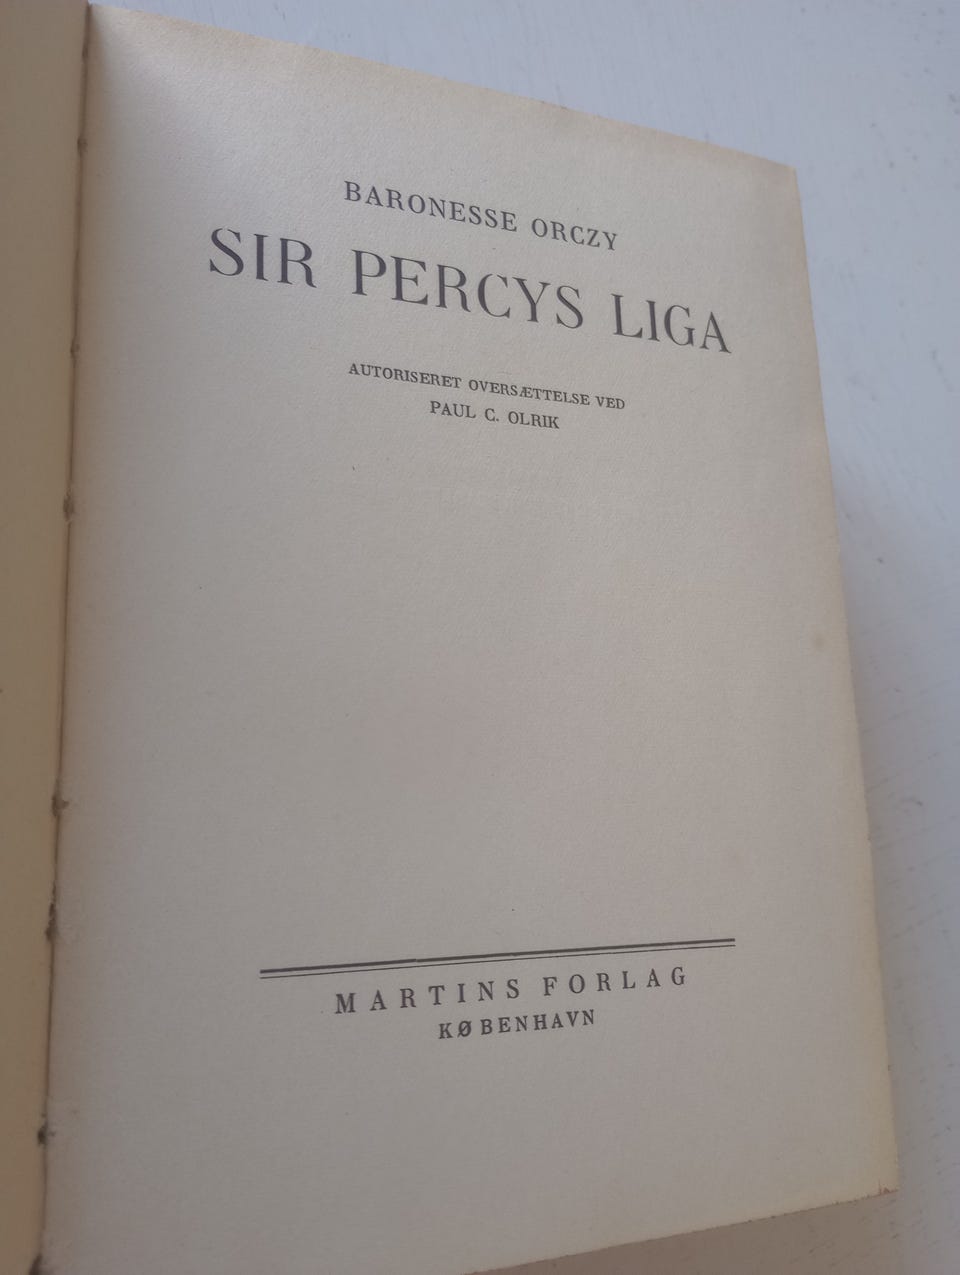 BARONESSE ORCZY
SIR PERCYS LIGA
AUTORISERET OVERSÆTTELSE VED
PAUL C. OLRIK
MARTINS FORLAG
KØBENHAVN